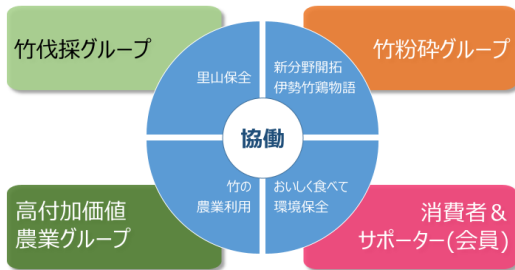 竹伐採グループ
竹粉砕グループ
里山保全
新分野開拓
伊勢竹鶏物語
協働
竹の
農業利用
おいしく食べて
環境保全
高付加価値
農業グループ
消費者＆
サポーター(会員)